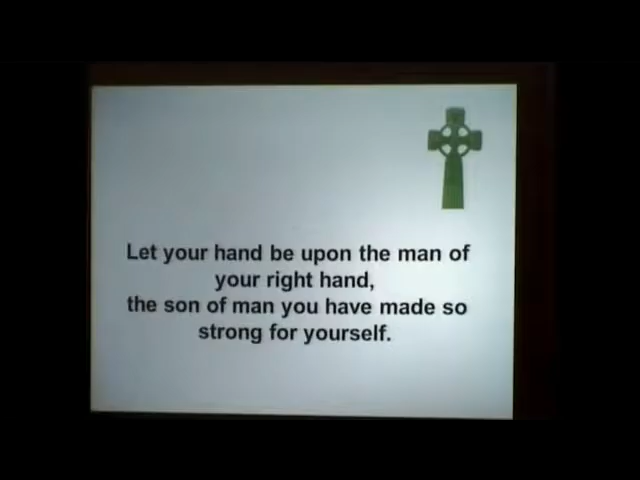 Let your hand be upon the man of
your right hand,
the son of man you have made so
strong for yourself.